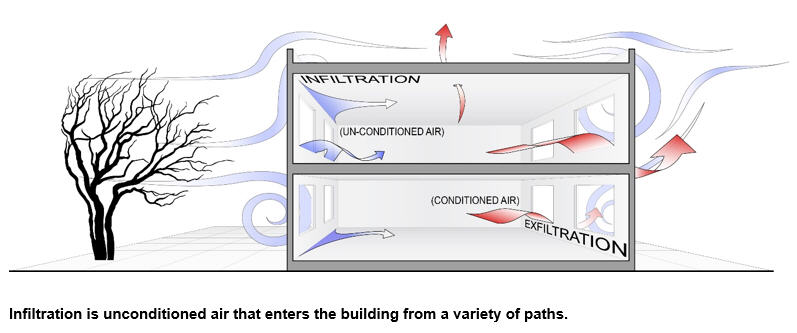 INFILTRATION
(UN-CONDITIONED AIR)
(CONDITIONED AIR)
EXFILTRATION
Infiltration is unconditioned air that enters the building from a variety of paths.